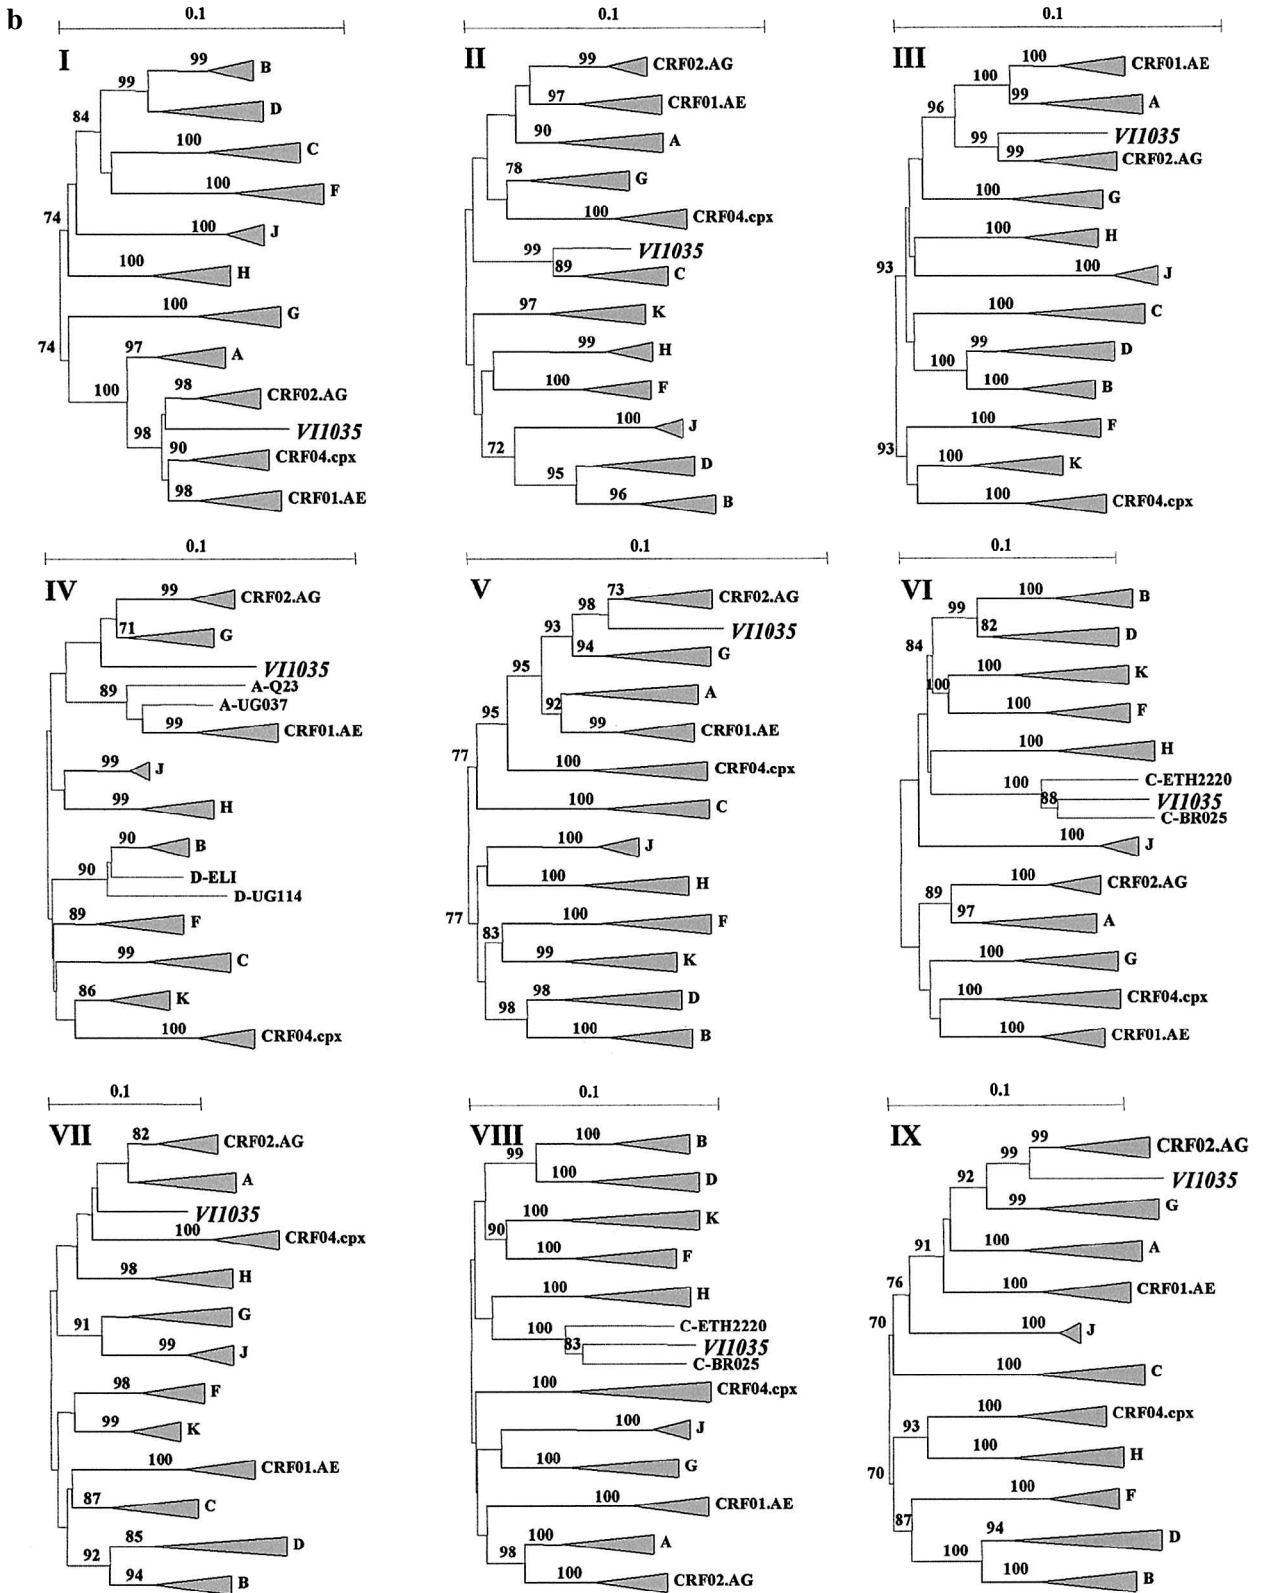 b
0.1
I
99 B
99
D
84
100 C
100 F
74
100 J
100 H
100 G
74
97 A
100
98 CRF02.AG
VI1035
98
90 CRF04.cpx
98 CRF01.AE
0.1
II
99 CRF02.AG
97 CRF01.AE
90 A
78 G
100 CRF04.cpx
VI1035
99
89 C
97 K
99 H
100 F
100 J
72
D
95
96 B
0.1
III
100 CRF01.AE
100
99 A
96
VI1035
99
99 CRF02.AG
100 G
100 H
100 J
93
100 C
99 D
100
100 B
100 F
93
100 K
100 CRF04.cpx
0.1
IV
99 CRF02.AG
71 G
VI1035
89 A-Q23
A-UG037
99 CRF01.AE
99 J
99 H
90 B
90 D-ELI
D-UG114
89 F
99 C
86 K
100 CRF04.cpx
0.1
V
73 CRF02.AG
98
VI1035
93
94 G
95
A
92
99 CRF01.AE
95
100 CRF04.cpx
77
100 C
100 J
100 H
77
100 F
83
99 K
98 D
98
100 B
0.1
VI
100 B
99
82 D
84
100 K
100
100 F
100 H
100 C-ETH2220
88 VI1035
C-BR025
100 J
100 CRF02.AG
89
97 A
100 G
100 CRF04.cpx
100 CRF01.AE
0.1
VII
82 CRF02.AG
A
VI1035
100 CRF04.cpx
98 H
G
91
99 J
98 F
99 K
100 CRF01.AE
87 C
85 D
92
94 B
0.1
VIII
100 B
99
100 D
100 K
90
100 F
100 H
100 C-ETH2220
83 VI1035
C-BR025
100 CRF04.cpx
100 J
100 G
100 CRF01.AE
100 A
98
100 CRF02.AG
0.1
IX
99 CRF02.AG
99
VI1035
92
99 G
91
100 A
76
100 CRF01.AE
70
100 J
100 C
100 CRF04.cpx
93
100 H
70
100 F
87
94 D
100
100 B